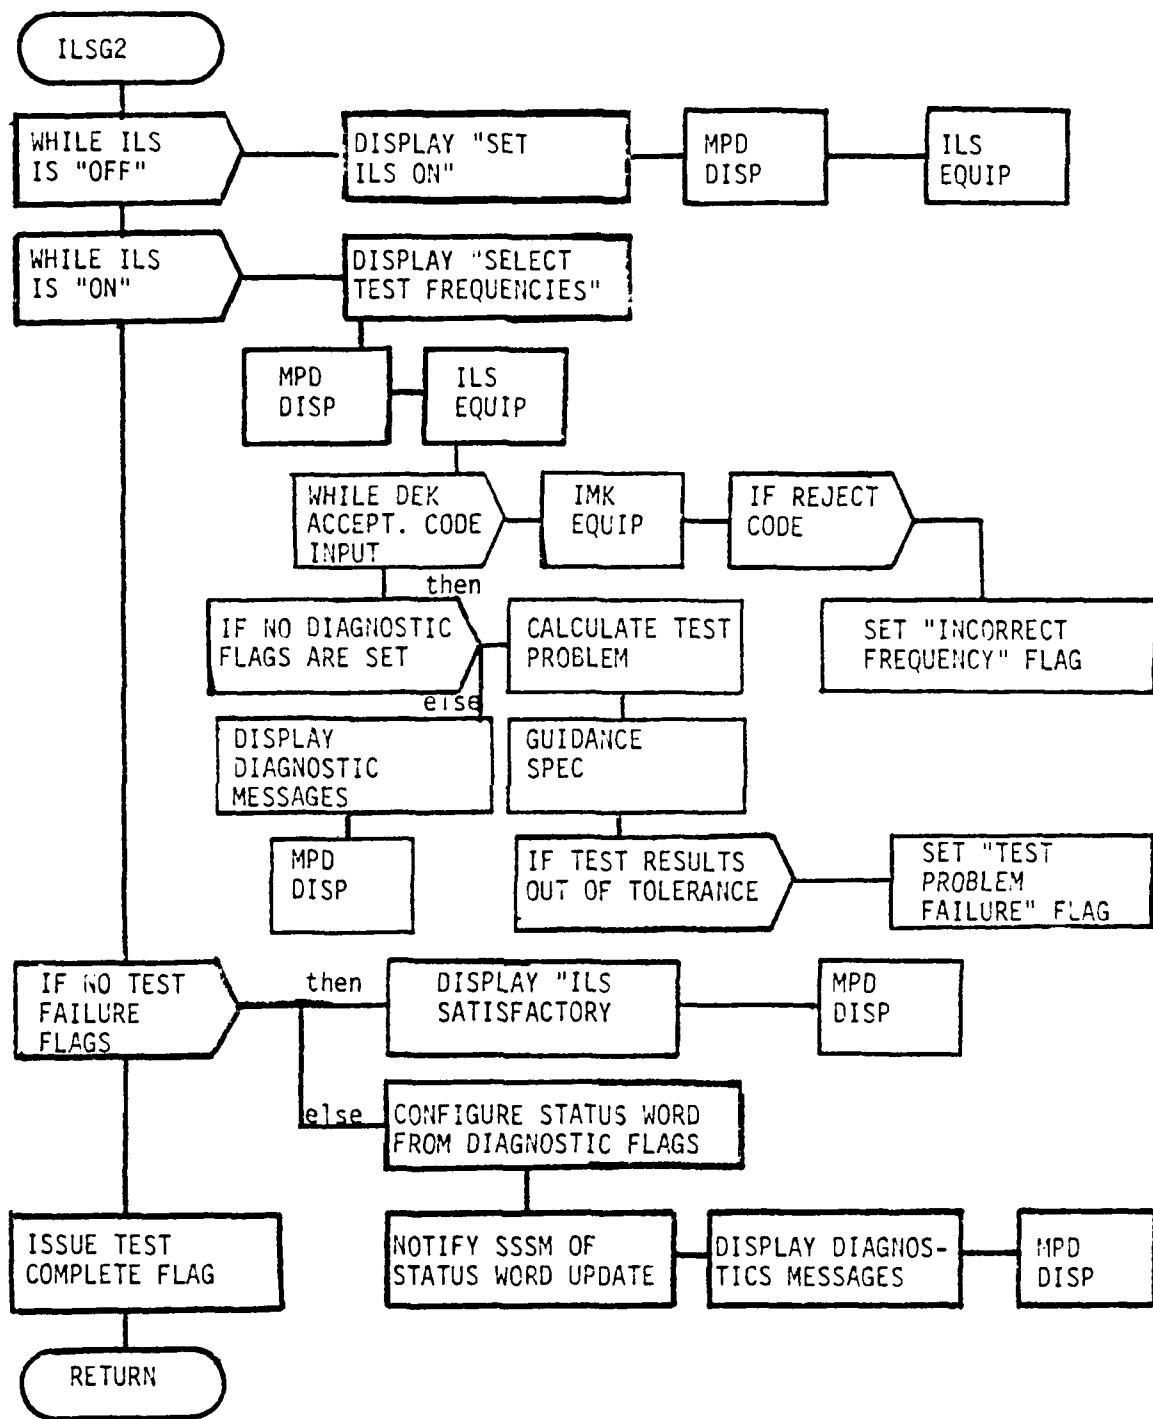 ILSG2
WHILE ILS
IS "OFF"
DISPLAY "SET
ILS ON"
MPD
DISP
ILS
EQUIP
WHILE ILS
IS "ON"
DISPLAY "SELECT
TEST FREQUENCIES"
MPD
DISP
ILS
EQUIP
WHILE DEK
ACCEPT. CODE
INPUT
IMK
EQUIP
IF REJECT
CODE
then
IF NO DIAGNOSTIC
FLAGS ARE SET
CALCULATE TEST
PROBLEM
SET "INCORRECT
FREQUENCY" FLAG
else
DISPLAY
DIAGNOSTIC
MESSAGES
GUIDANCE
SPEC
MPD
DISP
IF TEST RESULTS
OUT OF TOLERANCE
SET "TEST
PROBLEM
FAILURE" FLAG
IF NO TEST
FAILURE
FLAGS
then
DISPLAY "ILS
SATISFACTORY
MPD
DISP
else
CONFIGURE STATUS WORD
FROM DIAGNOSTIC FLAGS
ISSUE TEST
COMPLETE FLAG
NOTIFY SSSM OF
STATUS WORD UPDATE
DISPLAY DIAGNOS-
TICS MESSAGES
MPD
DISP
RETURN